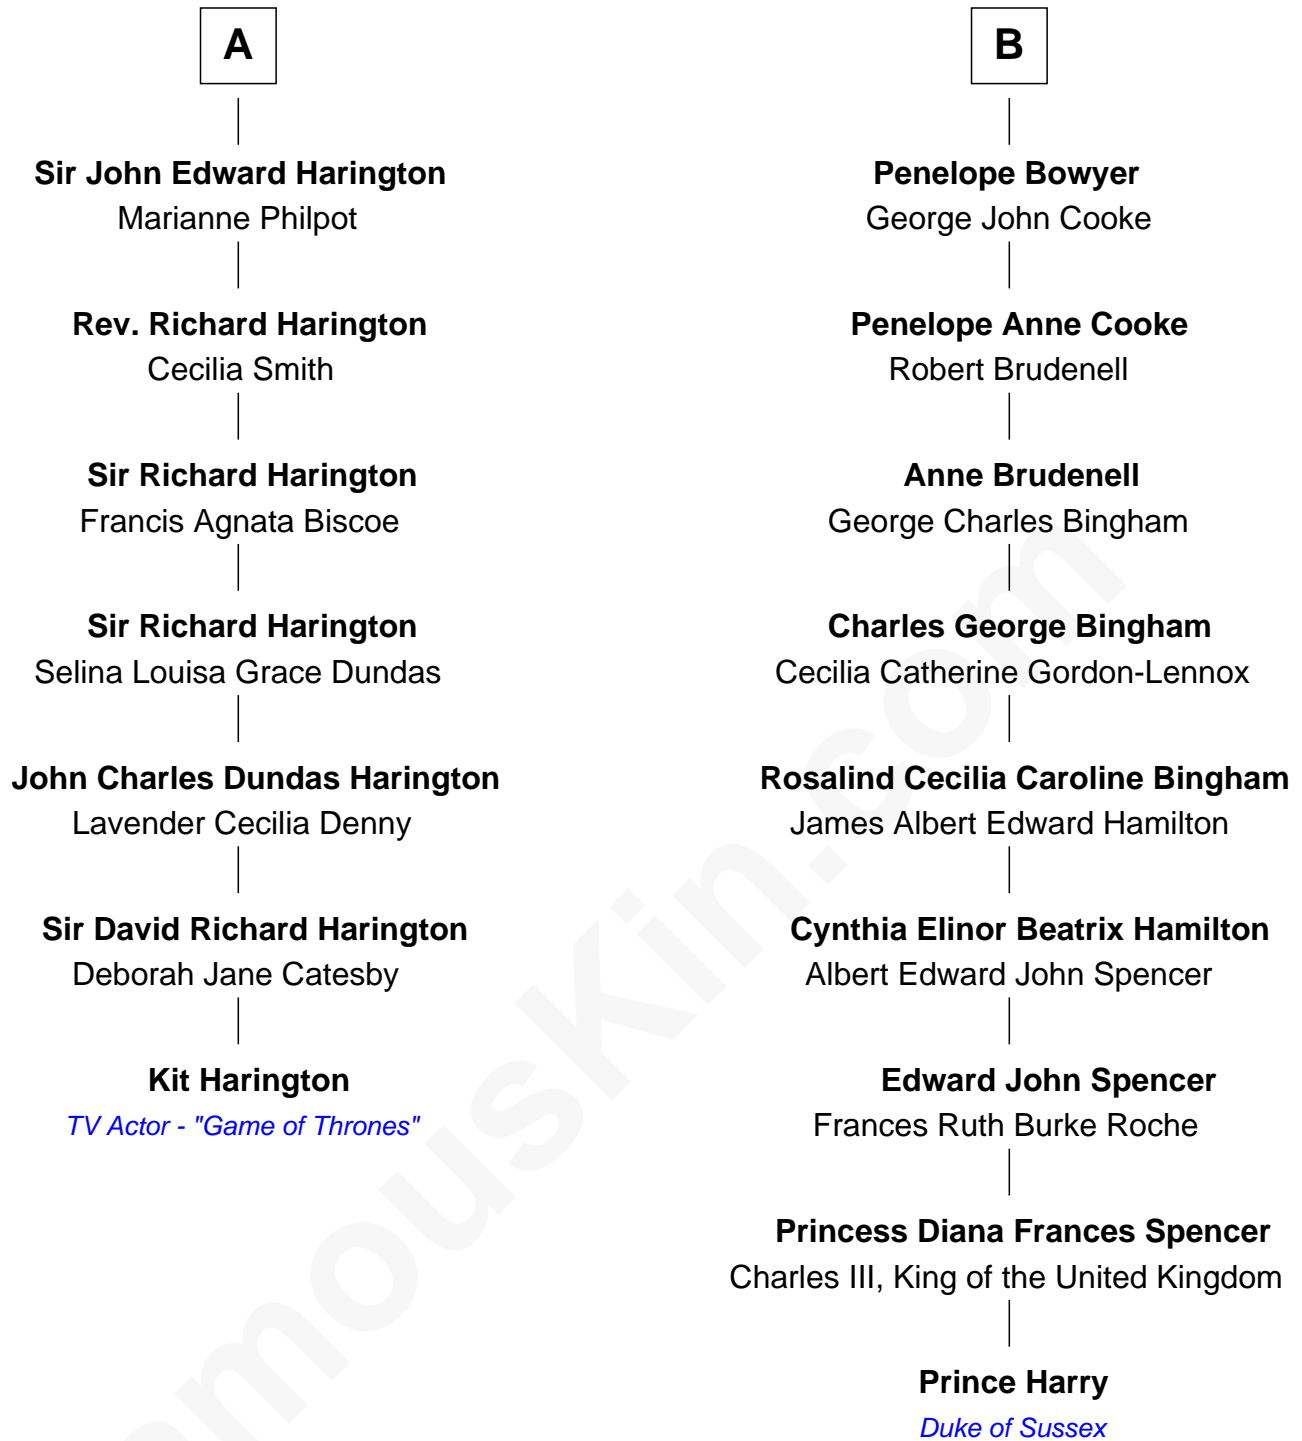 A
Sir John Edward Harington
Marianne Philpot
Rev. Richard Harington
Cecilia Smith
Sir Richard Harington
Francis Agnata Biscoe
Sir Richard Harington
Selina Louisa Grace Dundas
John Charles Dundas Harington
Lavender Cecilia Denny
Sir David Richard Harington
Deborah Jane Catesby
Kit Harington
TV Actor - "Game of Thrones"
B
Penelope Bowyer
George John Cooke
Penelope Anne Cooke
Robert Brudenell
Anne Brudenell
George Charles Bingham
Charles George Bingham
Cecilia Catherine Gordon-Lennox
Rosalind Cecilia Caroline Bingham
James Albert Edward Hamilton
Cynthia Elinor Beatrix Hamilton
Albert Edward John Spencer
Edward John Spencer
Frances Ruth Burke Roche
Princess Diana Frances Spencer
Charles III, King of the United Kingdom
Prince Harry
Duke of Sussex